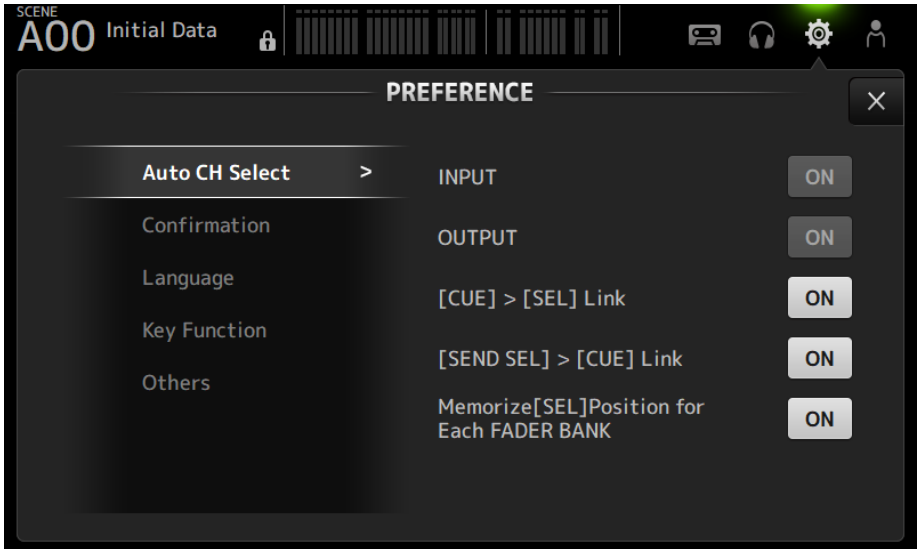 SCENE
A00 Initial Data
PREFERENCE
Auto CH Select >
Confirmation
Language
Key Function
Others
INPUT ON
OUTPUT ON
[CUE] > [SEL] Link ON
[SEND SEL] > [CUE] Link ON
Memorize[SEL]Position for
Each FADER BANK ON